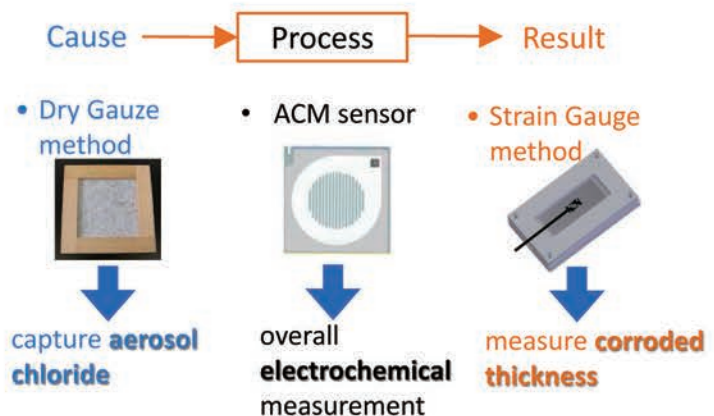 Cause
Process
Result
• Dry Gauze
method
• ACM sensor
• Strain Gauge
method
capture aerosol
chloride
overall
electrochemical
measurement
measure corroded
thickness